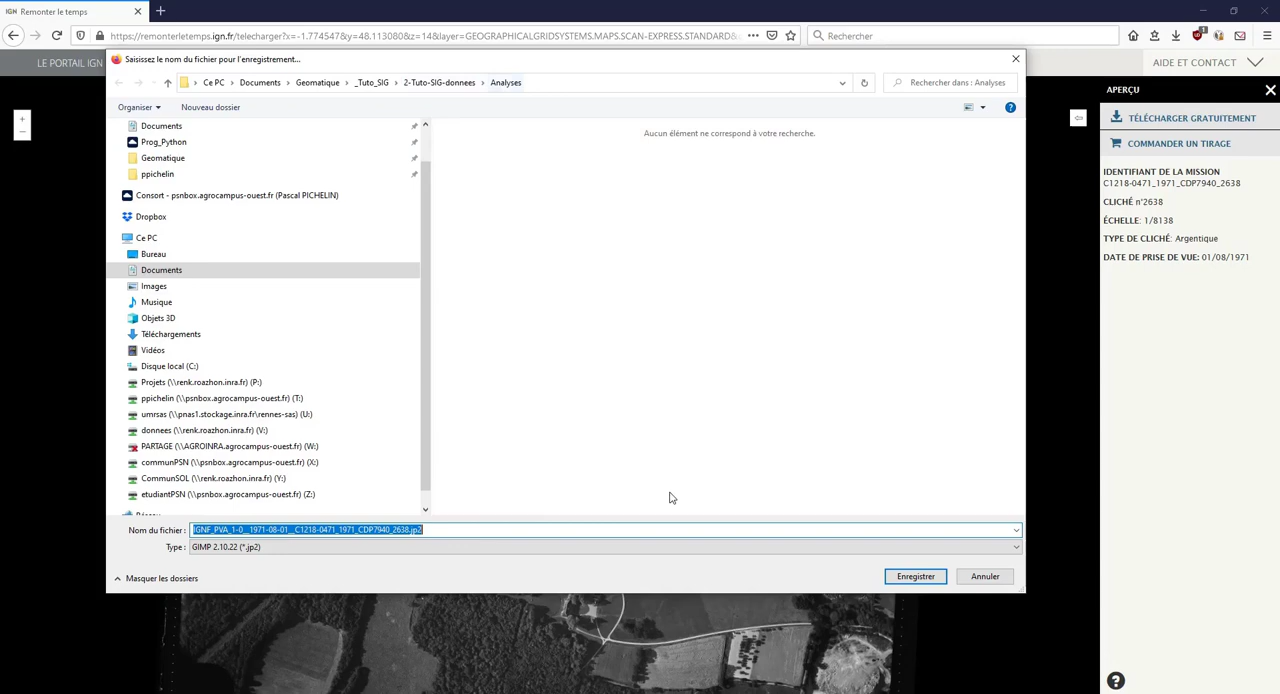 IGN Remonter le temps
https://remonterletemps.ign.fr/telecharger?x=-1.774547&y=48.113080&z=14&layer=GEOGRAPHICALGRIDSYSTEMS.MAPS.SCAN-EXPRESS.STANDARD&
Rechercher
LE PORTAIL IGN
AIDE ET CONTACT
Saisissez le nom du fichier pour l'enregistrement...
Ce PC > Documents > Geomatique > _Tuto_SIG > 2-Tuto-SIG-donnees > Analyses
Rechercher dans : Analyses
Organiser
Nouveau dossier
Documents
Prog_Python
Geomatique
ppichelin
Consort - psnbox.agrocampus-ouest.fr (Pascal PICHELIN)
Dropbox
Ce PC
Bureau
Documents
Images
Musique
Objets 3D
Téléchargements
Vidéos
Disque local (C:)
Projets (\\renk.roazhon.inra.fr) (P:)
ppichelin (\\psnbox.agrocampus-ouest.fr) (T:)
umrsas (\\pnas1.stockage.inra.fr\rennes-sas) (U:)
donnees (\\renk.roazhon.inra.fr) (V:)
PARTAGE (\\AGROINRA.agrocampus-ouest.fr) (W:)
communPSN (\\psnbox.agrocampus-ouest.fr) (X:)
CommunSOL (\\renk.roazhon.inra.fr) (Y:)
etudiantPSN (\\psnbox.agrocampus-ouest.fr) (Z:)
Réseau
Aucun élément ne correspond à votre recherche.
Nom du fichier : IGNF_PVA_1-0__1971-08-01__C1218-0471_1971_CDP7940_2638.jp2
Type : GIMP 2.10.22 (*.jp2)
Masquer les dossiers
Enregistrer
Annuler
APERÇU
TÉLÉCHARGER GRATUITEMENT
COMMANDER UN TIRAGE
IDENTIFIANT DE LA MISSION
C1218-0471_1971_CDP7940_2638
CLICHÉ n°2638
ÉCHELLE: 1/8138
TYPE DE CLICHÉ: Argentique
DATE DE PRISE DE VUE: 01/08/1971